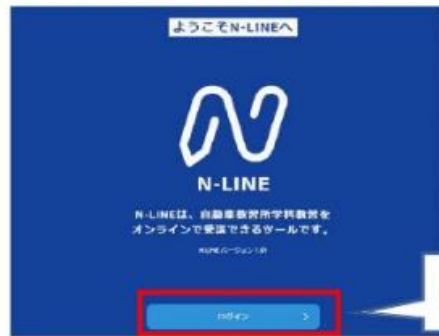 ようこそN-LINEへ
N-LINE
N-LINEは、自動車教習所学科教習を
オンラインで受講できるツールです。
ログイン